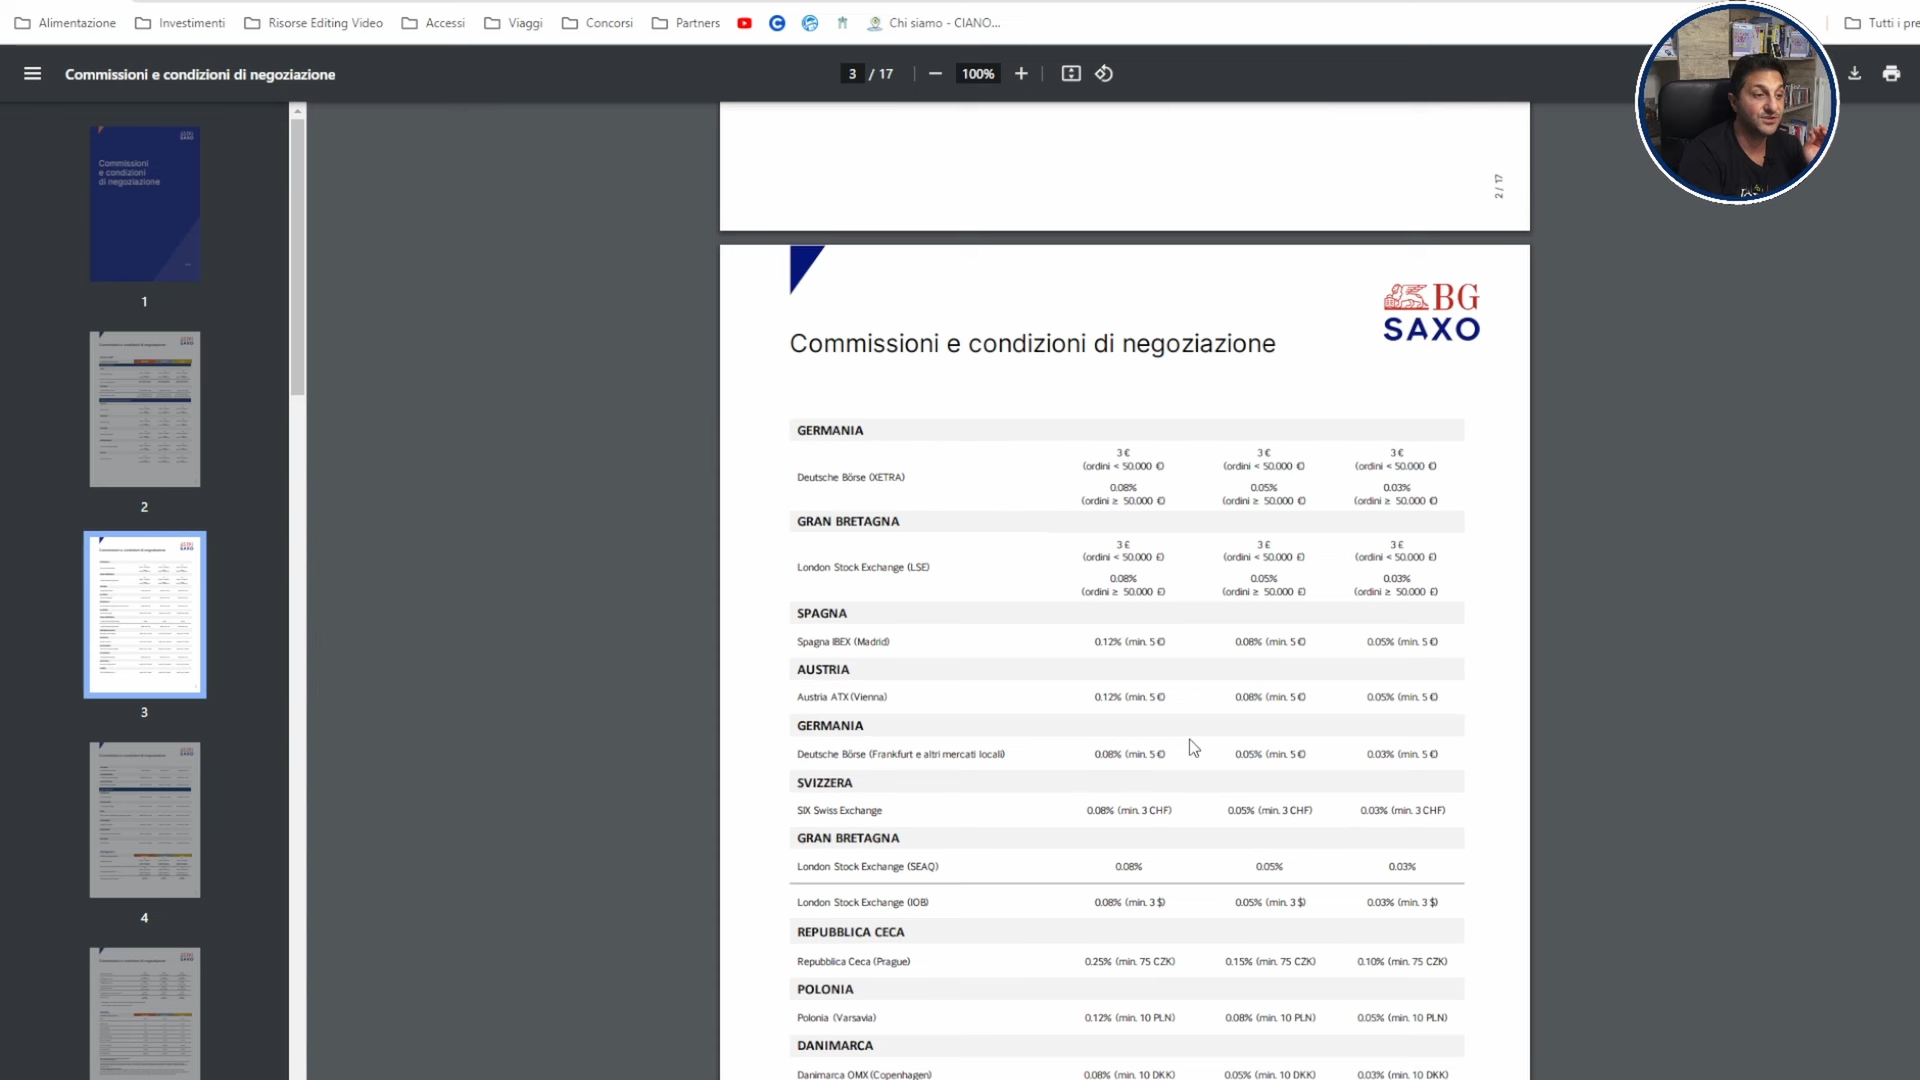 Alimentazione Investimenti Risorse Editing Video Accessi Viaggi Concorsi Partners Chi siamo - CIANO... Tutti i pre
Commissioni e condizioni di negoziazione 3 / 17 100%
Commissioni
e condizioni
di negoziazione
1
2
3
4
2 / 17
BG
SAXO
Commissioni e condizioni di negoziazione
GERMANIA
Deutsche Börse (XETRA)
3 € 3 € 3 €
(ordini < 50.000 €) (ordini < 50.000 €) (ordini < 50.000 €)
0.08% 0.05% 0.03%
(ordini ≥ 50.000 €) (ordini ≥ 50.000 €) (ordini ≥ 50.000 €)
GRAN BRETAGNA
London Stock Exchange (LSE)
3 £ 3 £ 3 £
(ordini < 50.000 £) (ordini < 50.000 £) (ordini < 50.000 £)
0.08% 0.05% 0.03%
(ordini ≥ 50.000 £) (ordini ≥ 50.000 £) (ordini ≥ 50.000 £)
SPAGNA
Spagna IBEX (Madrid) 0.12% (min. 5 €) 0.08% (min. 5 €) 0.05% (min. 5 €)
AUSTRIA
Austria ATX (Vienna) 0.12% (min. 5 €) 0.08% (min. 5 €) 0.05% (min. 5 €)
GERMANIA
Deutsche Börse (Frankfurt e altri mercati locali) 0.08% (min. 5 €) 0.05% (min. 5 €) 0.03% (min. 5 €)
SVIZZERA
SIX Swiss Exchange 0.08% (min. 3 CHF) 0.05% (min. 3 CHF) 0.03% (min. 3 CHF)
GRAN BRETAGNA
London Stock Exchange (SEAQ) 0.08% 0.05% 0.03%
London Stock Exchange (IOB) 0.08% (min. 3 $) 0.05% (min. 3 $) 0.03% (min. 3 $)
REPUBBLICA CECA
Repubblica Ceca (Prague) 0.25% (min. 75 CZK) 0.15% (min. 75 CZK) 0.10% (min. 75 CZK)
POLONIA
Polonia (Varsavia) 0.12% (min. 10 PLN) 0.08% (min. 10 PLN) 0.05% (min. 10 PLN)
DANIMARCA
Danimarca OMX (Copenhagen) 0.08% (min. 10 DKK) 0.05% (min. 10 DKK) 0.03% (min. 10 DKK)